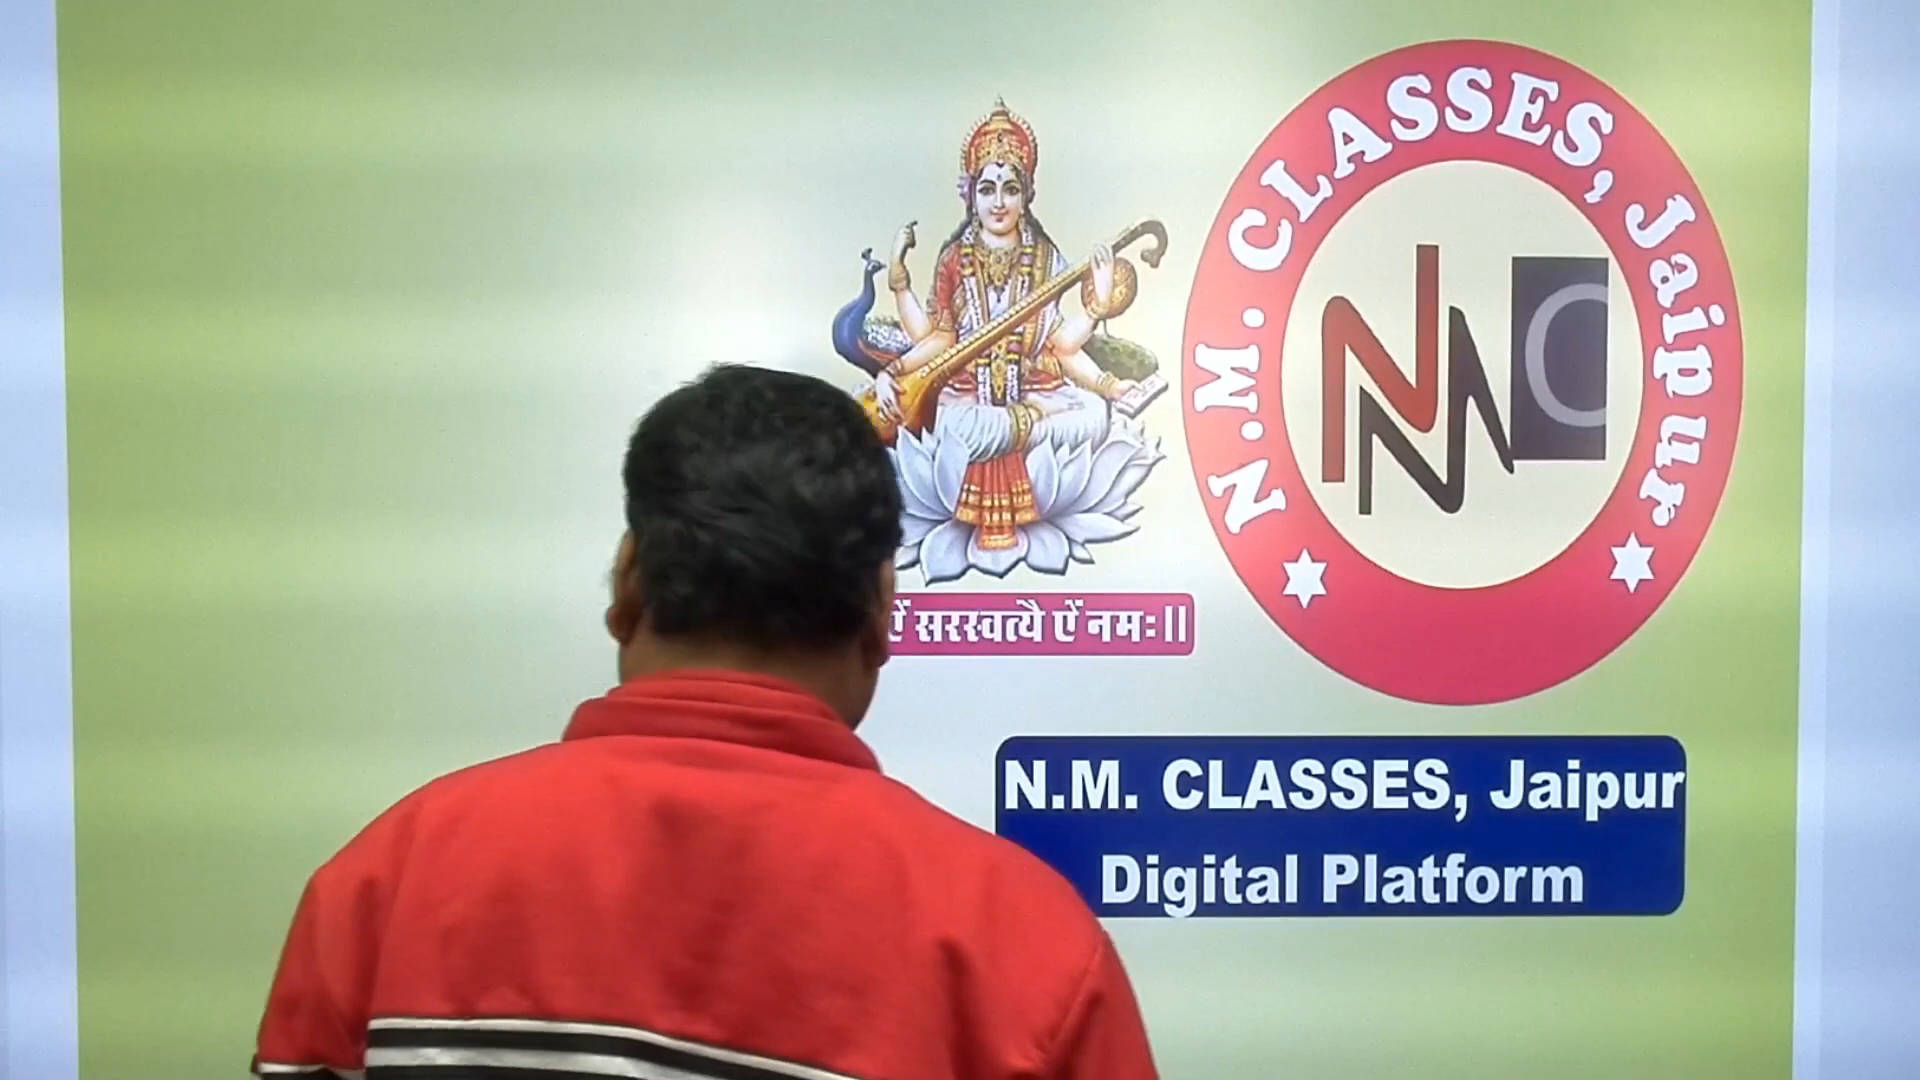 N.M. CLASSES, Jaipur
NMC
सरस्वत्यै ऐं नमः||
N.M. CLASSES, Jaipur
Digital Platform